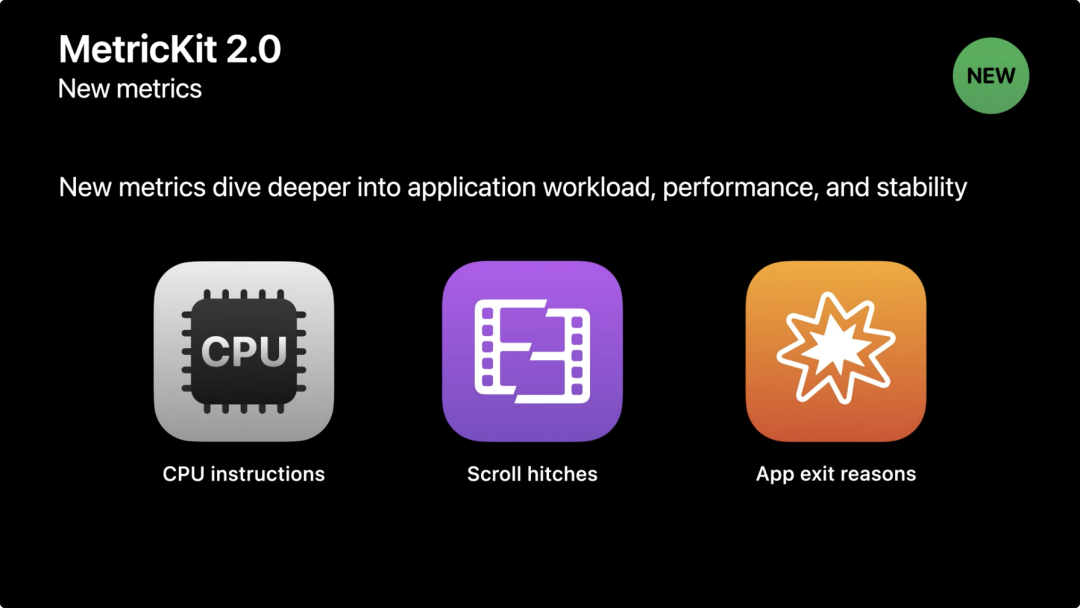 MetricKit 2.0
New metrics
NEW
New metrics dive deeper into application workload, performance, and stability
CPU
CPU instructions
Scroll hitches
App exit reasons